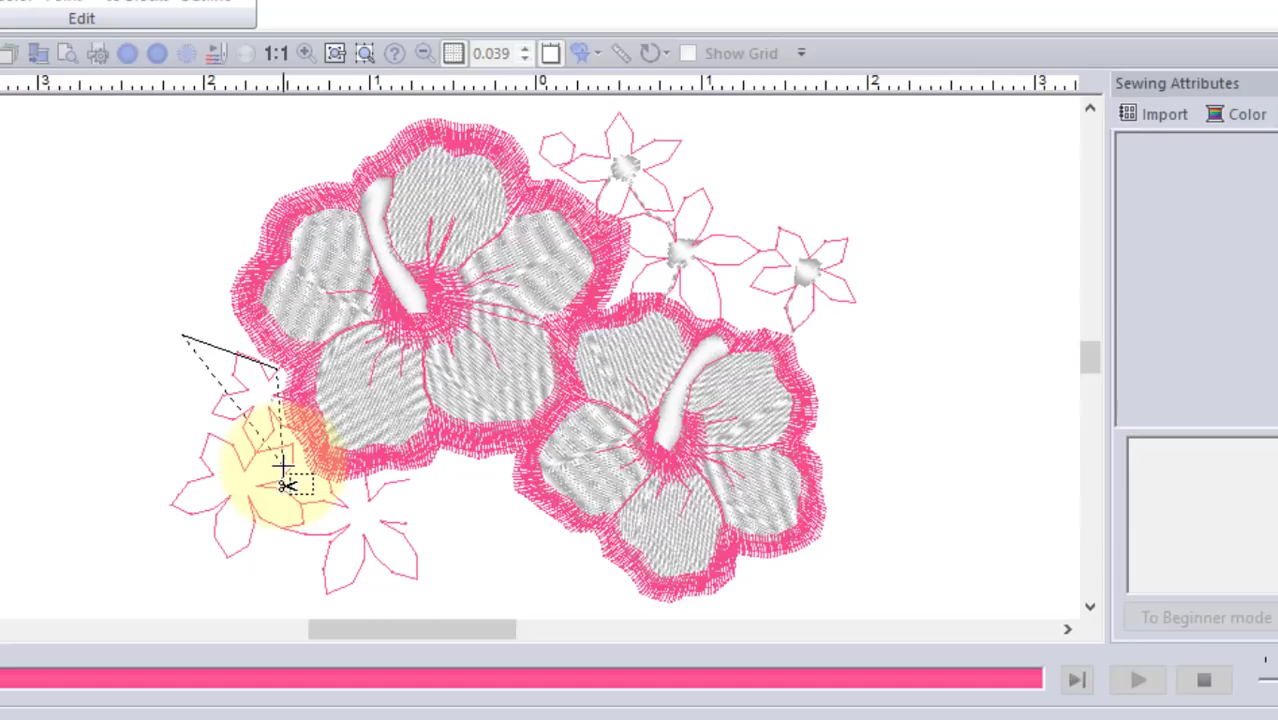 Edit
1:1 0.039 Show Grid
3 2 1 0 1 2 3
Sewing Attributes
Import Color
To Beginner mode